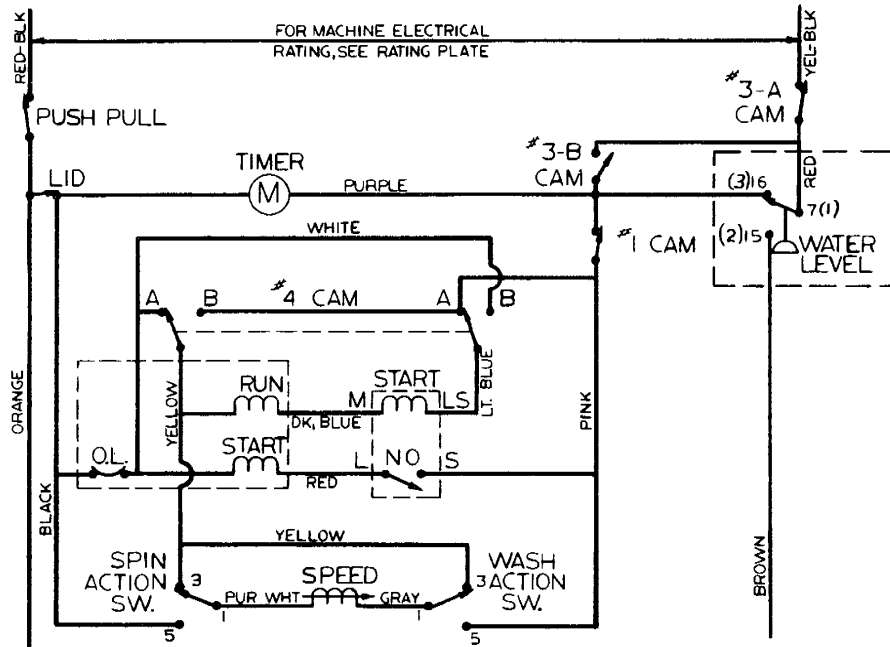 RED-BLK
FOR MACHINE ELECTRICAL
RATING, SEE RATING PLATE
YEL-BLK
PUSH PULL
#3-A
CAM
#3-B
CAM
LID
TIMER
M
PURPLE
(3)16
RED
7(1)
WHITE
#1 CAM
(2)15
WATER
LEVEL
A
B
#4 CAM
A
B
ORANGE
YELLOW
RUN
DK, BLUE
M
START
LS
LT. BLUE
PINK
O.L.
START
RED
L
NO
S
BLACK
YELLOW
SPIN
ACTION
SW.
3
1
5
PUR WHT
SPEED
GRAY
WASH
3 ACTION
SW.
1
5
BROWN